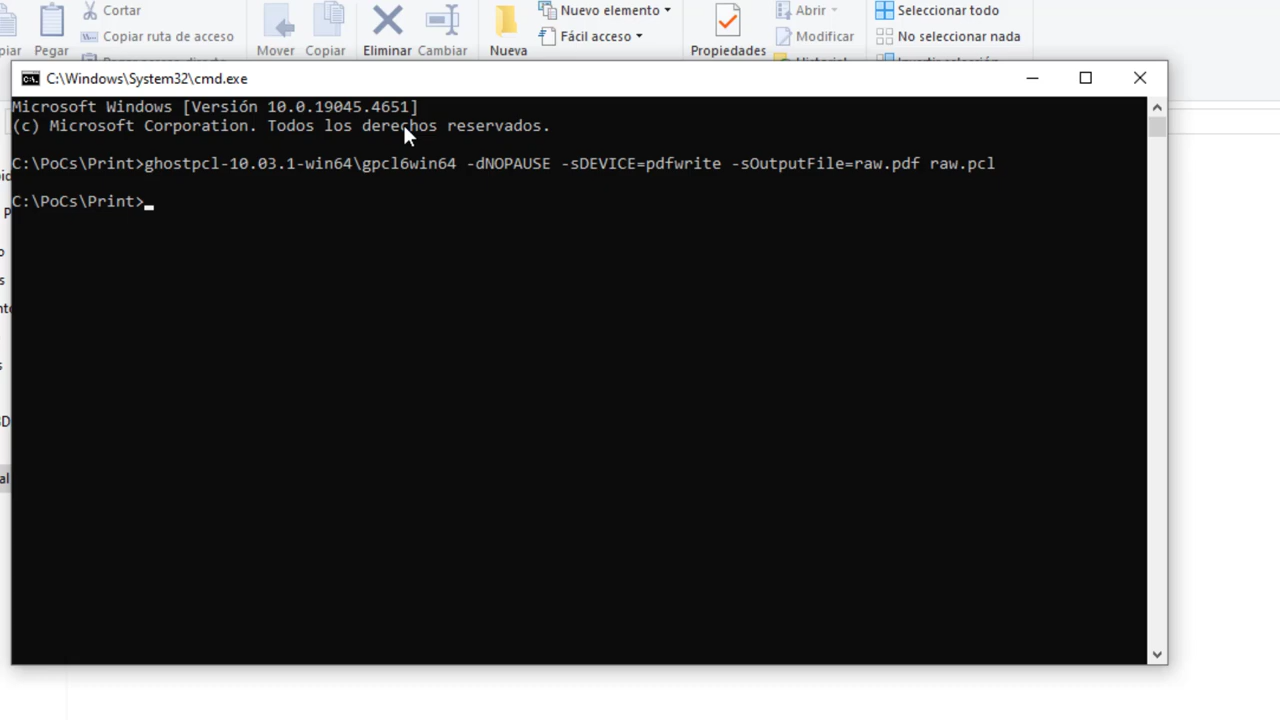 Cortar
Nuevo elemento
Abrir
Seleccionar todo
Pegar
Copiar ruta de acceso
Mover
Copiar
Eliminar
Cambiar
Nueva
Fácil acceso
Propiedades
Modificar
No seleccionar nada
C:\Windows\System32\cmd.exe
Microsoft Windows [Versión 10.0.19045.4651]
(c) Microsoft Corporation. Todos los derechos reservados.
C:\PoCs\Print>ghostpcl-10.03.1-win64\gpcl6win64 -dNOPAUSE -sDEVICE=pdfwrite -sOutputFile=raw.pdf raw.pcl
C:\PoCs\Print>